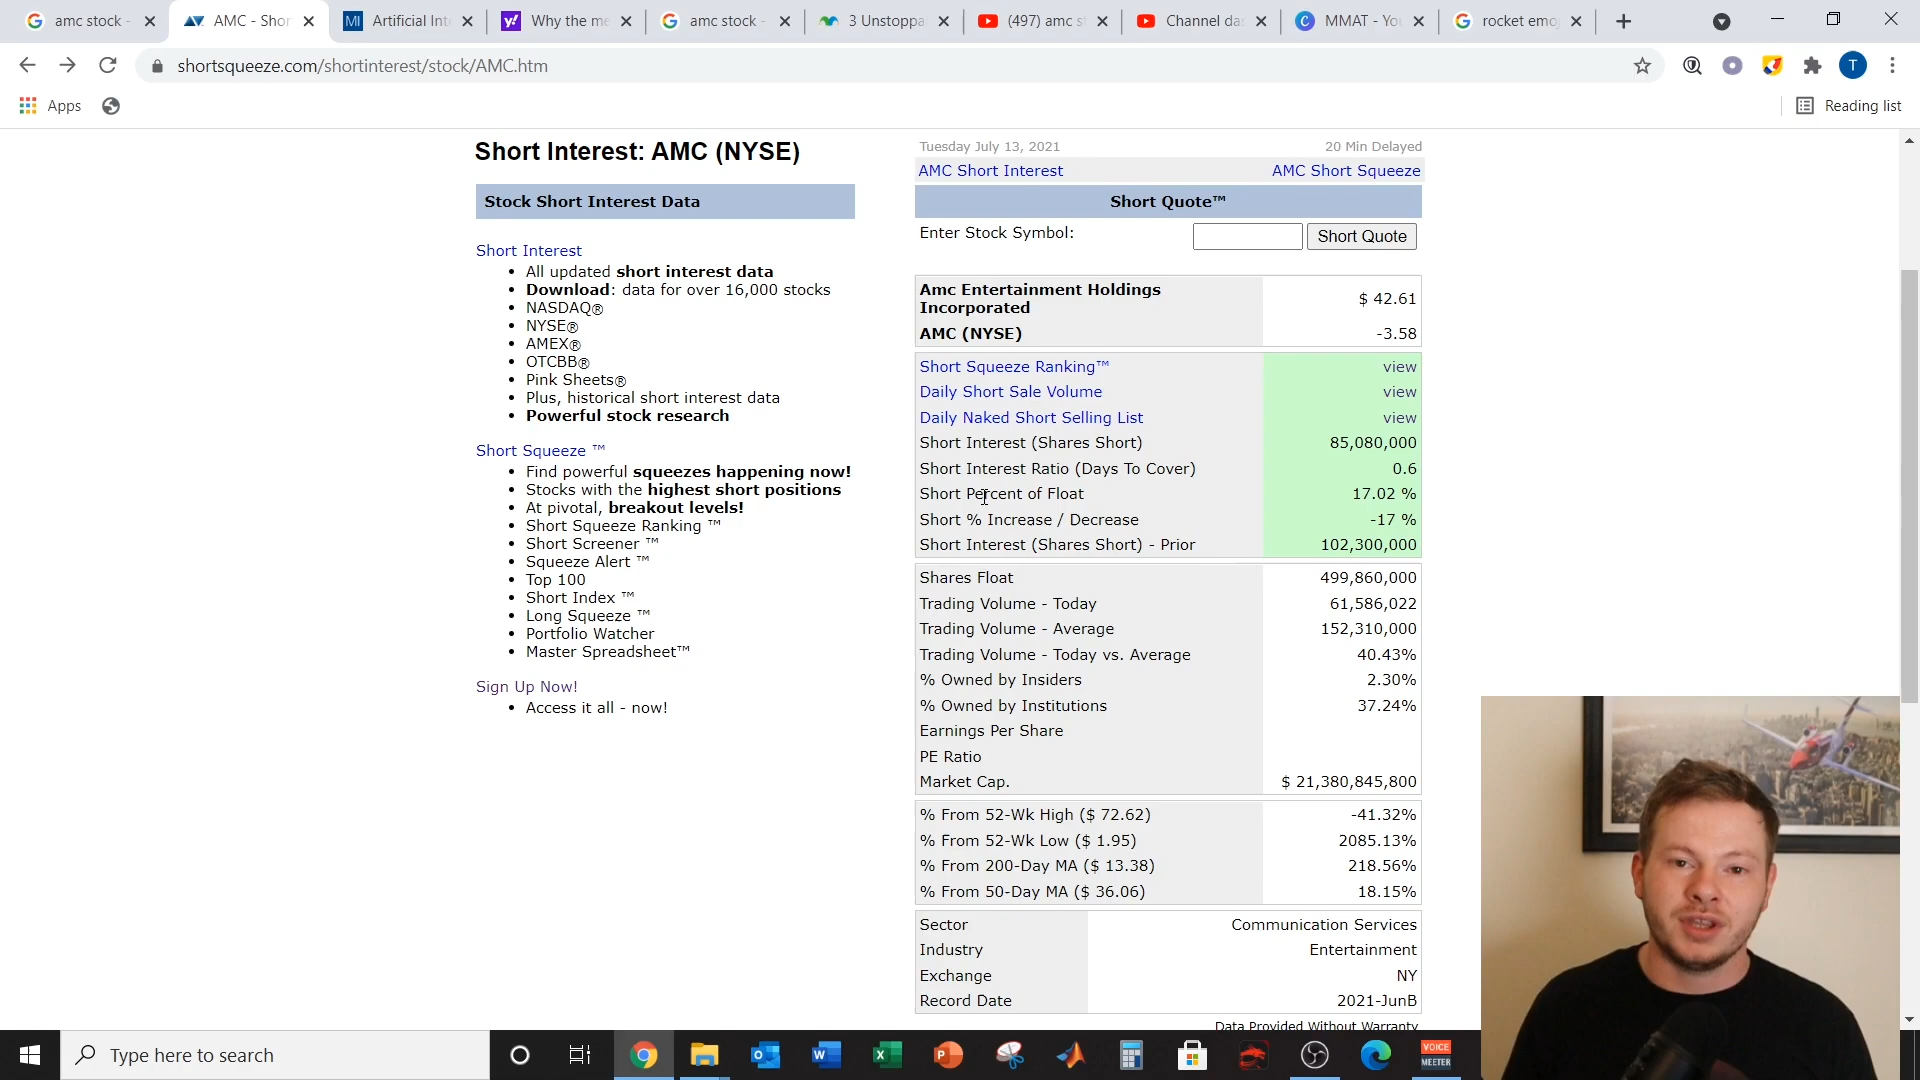 amc stock -
AMC - Shor
Artificial Inte
Why the me
amc stock -
3 Unstoppa
(497) amc s
Channel da
MMAT - Yo
rocket emo
shortsqueeze.com/shortinterest/stock/AMC.htm
T
Apps
Reading list
Short Interest: AMC (NYSE)
Stock Short Interest Data
Short Interest
• All updated short interest data
• Download: data for over 16,000 stocks
• NASDAQ®
• NYSE®
• AMEX®
• OTCBB®
• Pink Sheets®
• Plus, historical short interest data
• Powerful stock research
Short Squeeze ™
• Find powerful squeezes happening now!
• Stocks with the highest short positions
• At pivotal, breakout levels!
• Short Squeeze Ranking ™
• Short Screener ™
• Squeeze Alert ™
• Top 100
• Short Index ™
• Long Squeeze ™
• Portfolio Watcher
• Master Spreadsheet™
Sign Up Now!
• Access it all - now!
Tuesday July 13, 2021 20 Min Delayed
AMC Short Interest AMC Short Squeeze
Short Quote™
Enter Stock Symbol: Short Quote
Amc Entertainment Holdings
Incorporated $ 42.61
AMC (NYSE) -3.58
Short Squeeze Ranking™ view
Daily Short Sale Volume view
Daily Naked Short Selling List view
Short Interest (Shares Short) 85,080,000
Short Interest Ratio (Days To Cover) 0.6
Short Percent of Float 17.02 %
Short % Increase / Decrease -17 %
Short Interest (Shares Short) - Prior 102,300,000
Shares Float 499,860,000
Trading Volume - Today 61,586,022
Trading Volume - Average 152,310,000
Trading Volume - Today vs. Average 40.43%
% Owned by Insiders 2.30%
% Owned by Institutions 37.24%
Earnings Per Share
PE Ratio
Market Cap. $ 21,380,845,800
% From 52-Wk High ($ 72.62) -41.32%
% From 52-Wk Low ($ 1.95) 2085.13%
% From 200-Day MA ($ 13.38) 218.56%
% From 50-Day MA ($ 36.06) 18.15%
Sector Communication Services
Industry Entertainment
Exchange NY
Record Date 2021-JunB
Data Provided Without Warranty
Type here to search
VOICE
MEETER